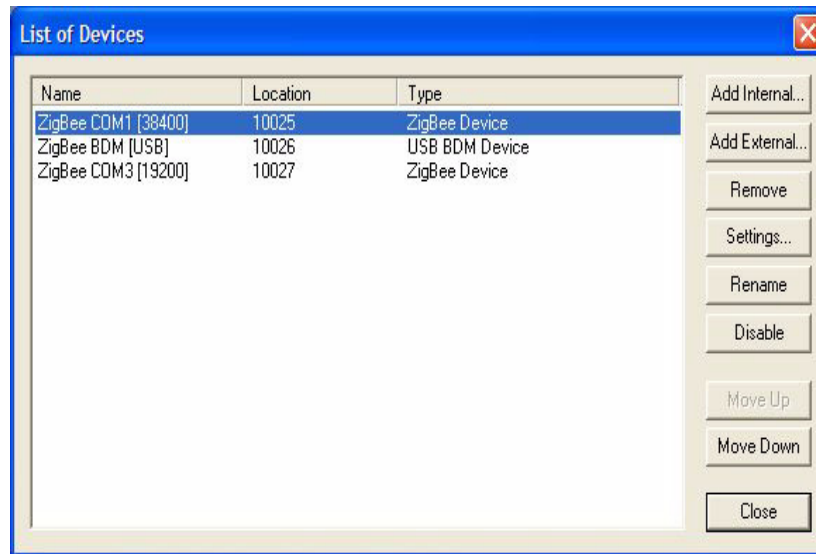 List of Devices
Name Location Type
ZigBee COM1 [38400] 10025 ZigBee Device
ZigBee BDM [USB] 10026 USB BDM Device
ZigBee COM3 [19200] 10027 ZigBee Device
Add Internal...
Add External...
Remove
Settings...
Rename
Disable
Move Up
Move Down
Close